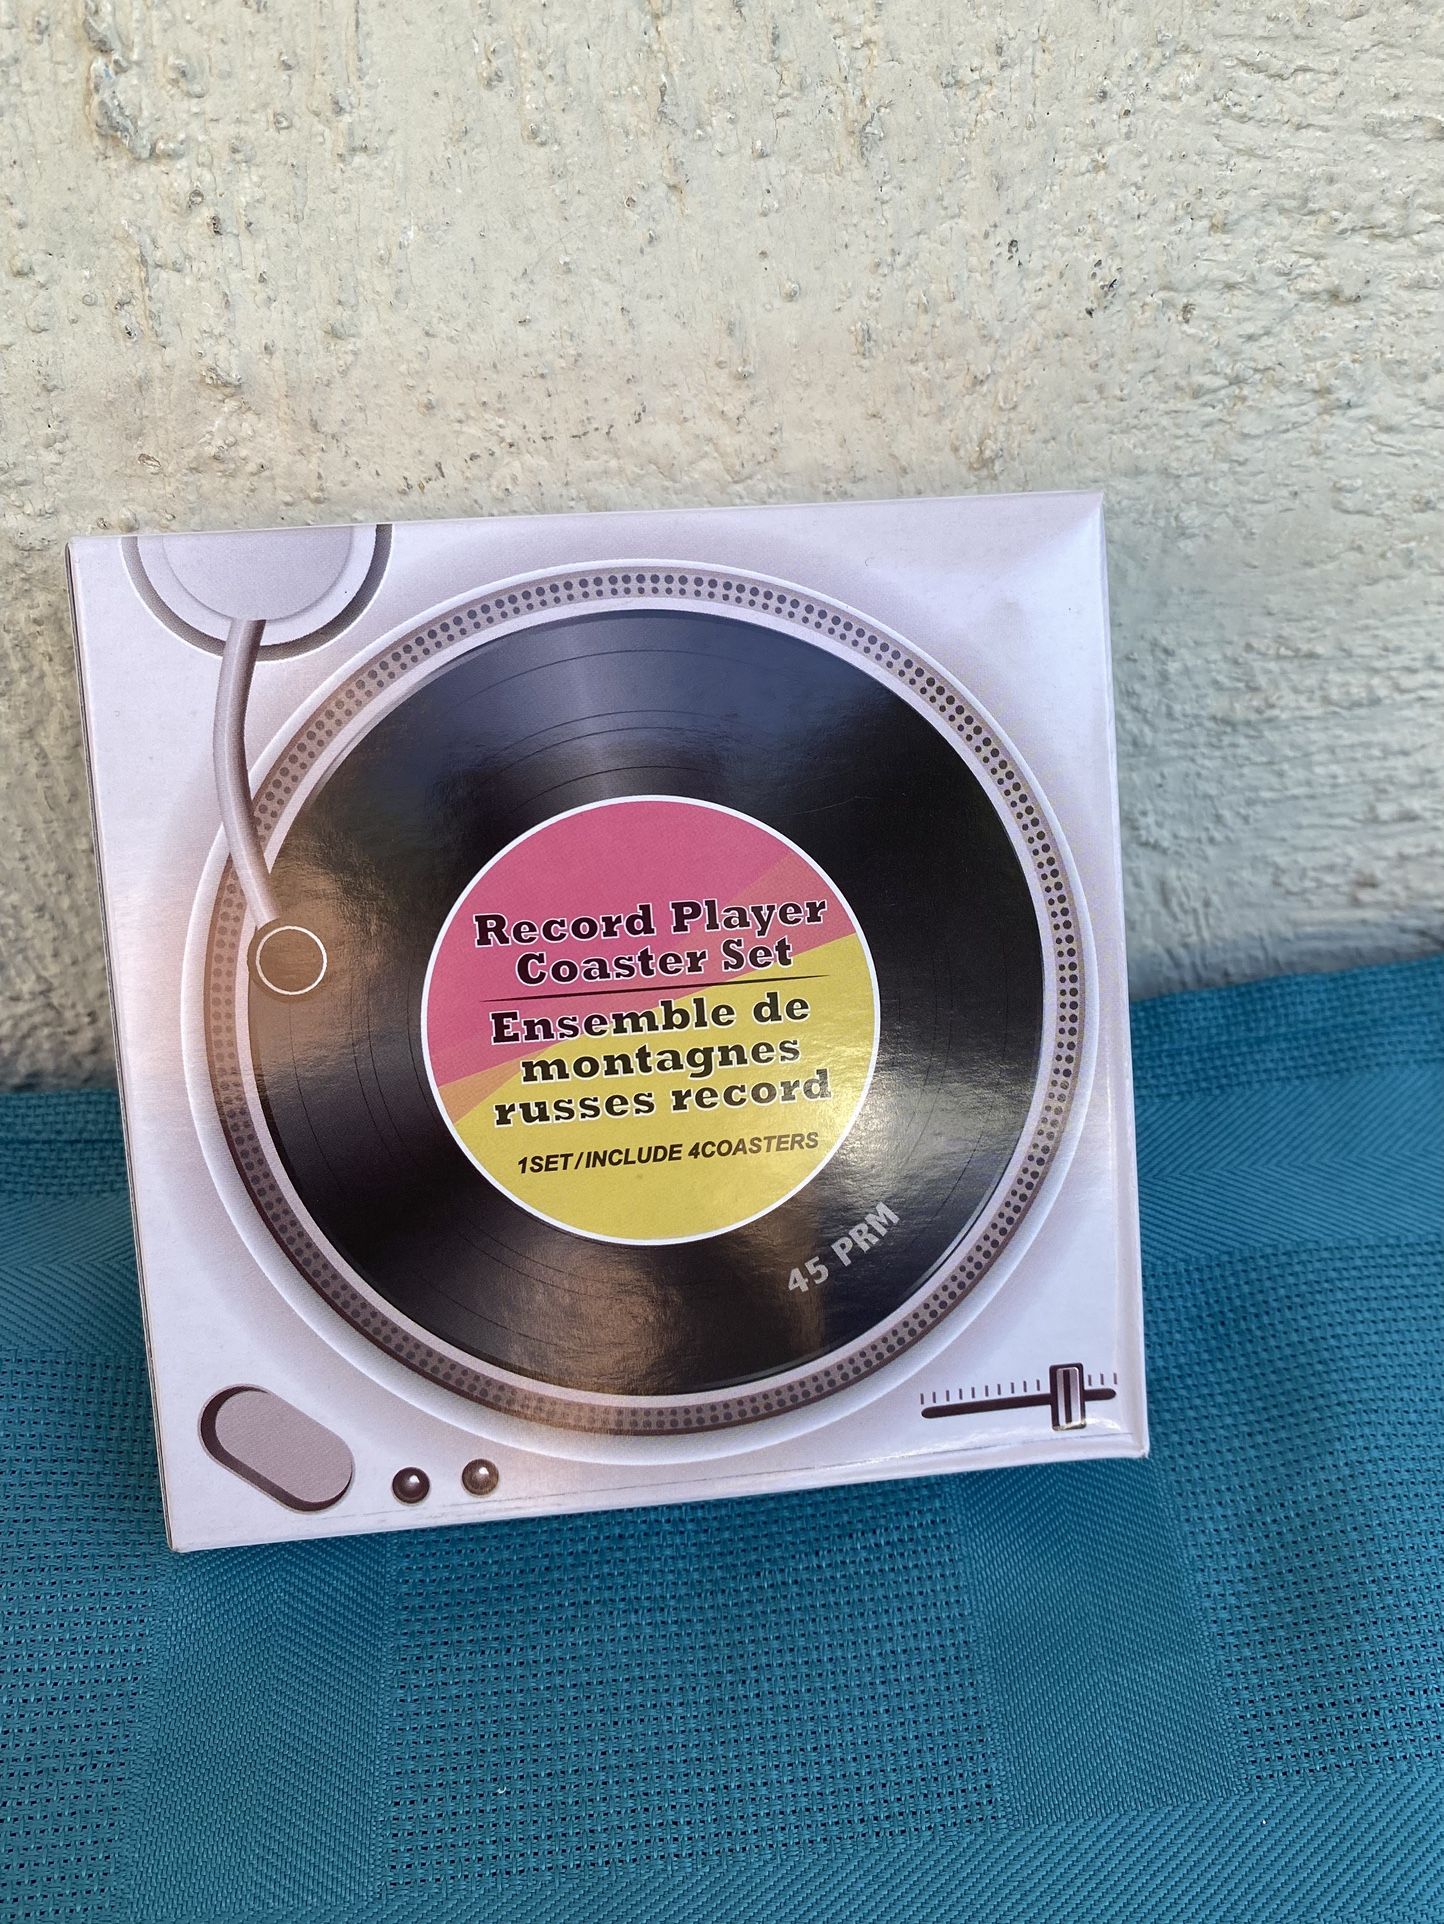 Record Player
Coaster Set
Ensemble de
montagnes
russes record
1SET/INCLUDE 4COASTERS
45 PRM